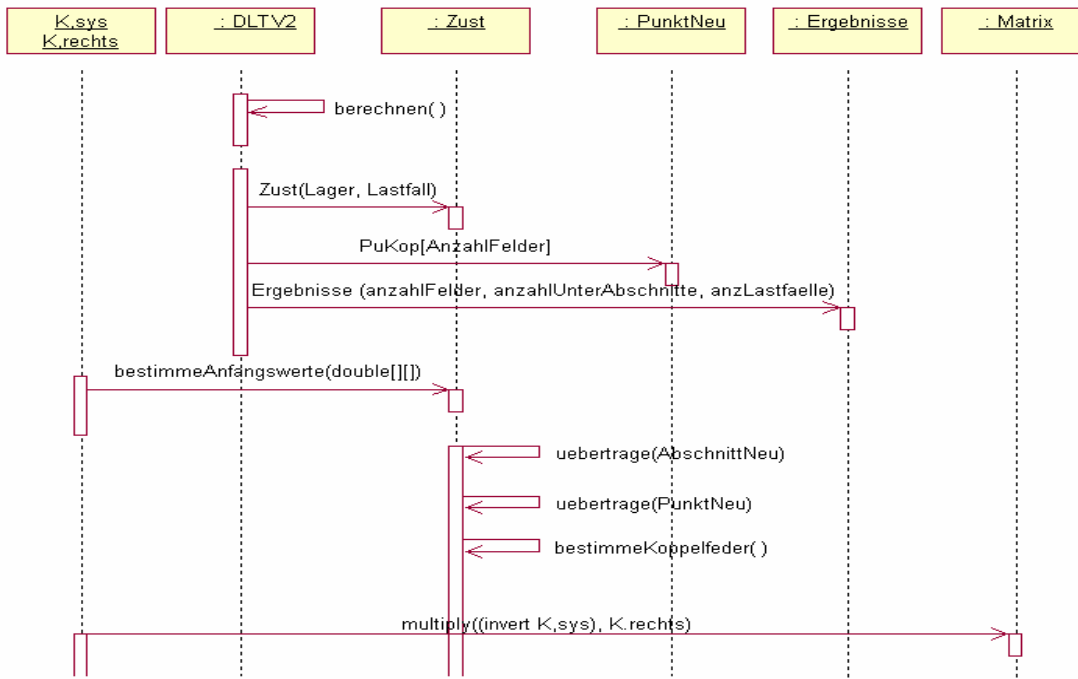 K,sys
K,rechts
: DLTV2
: Zust
: PunktNeu
: Ergebnisse
: Matrix
berechnen( )
Zust(Lager, Lastfall)
PuKop[AnzahlFelder]
Ergebnisse (anzahlFelder, anzahlUnterAbschnitte, anzLastfaelle)
bestimmeAnfangswerte(double[][])
uebertrage(AbschnittNeu)
uebertrage(PunktNeu)
bestimmeKoppelfeder( )
multiply((invert K,sys), K.rechts)